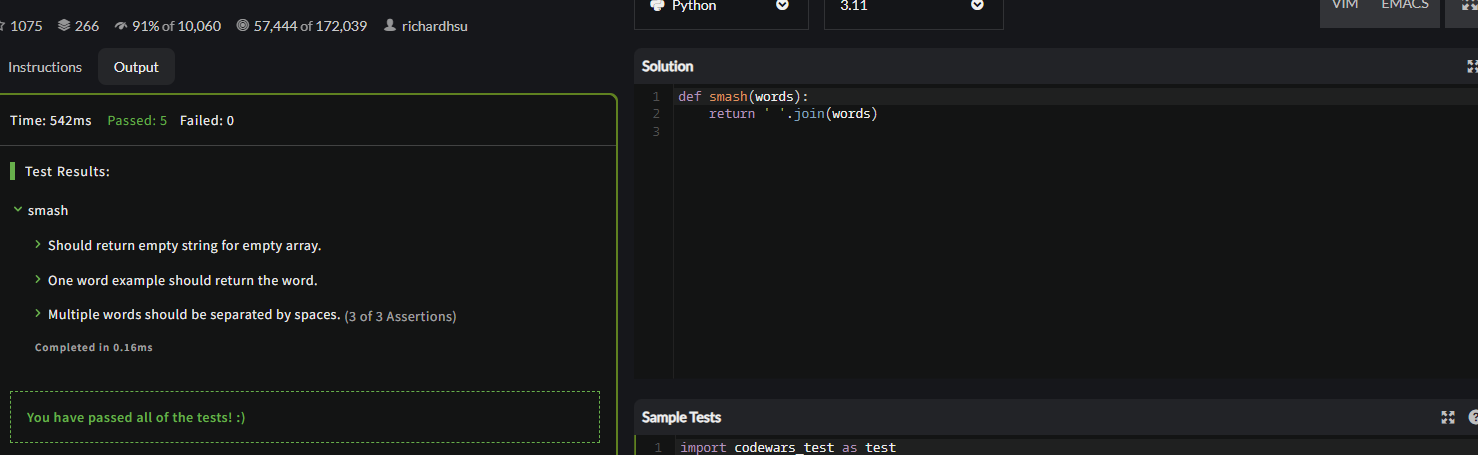 1075 266 91% of 10,060 57,444 of 172,039 richardhsu
Instructions Output
Time: 542ms Passed: 5 Failed: 0
Test Results:
smash
Should return empty string for empty array.
One word example should return the word.
Multiple words should be separated by spaces. (3 of 3 Assertions)
Completed in 0.16ms
You have passed all of the tests! :)
Python 3.11 VIM EMACS
Solution
1 def smash(words):
2     return ' '.join(words)
3
Sample Tests
?
1 import codewars_test as test